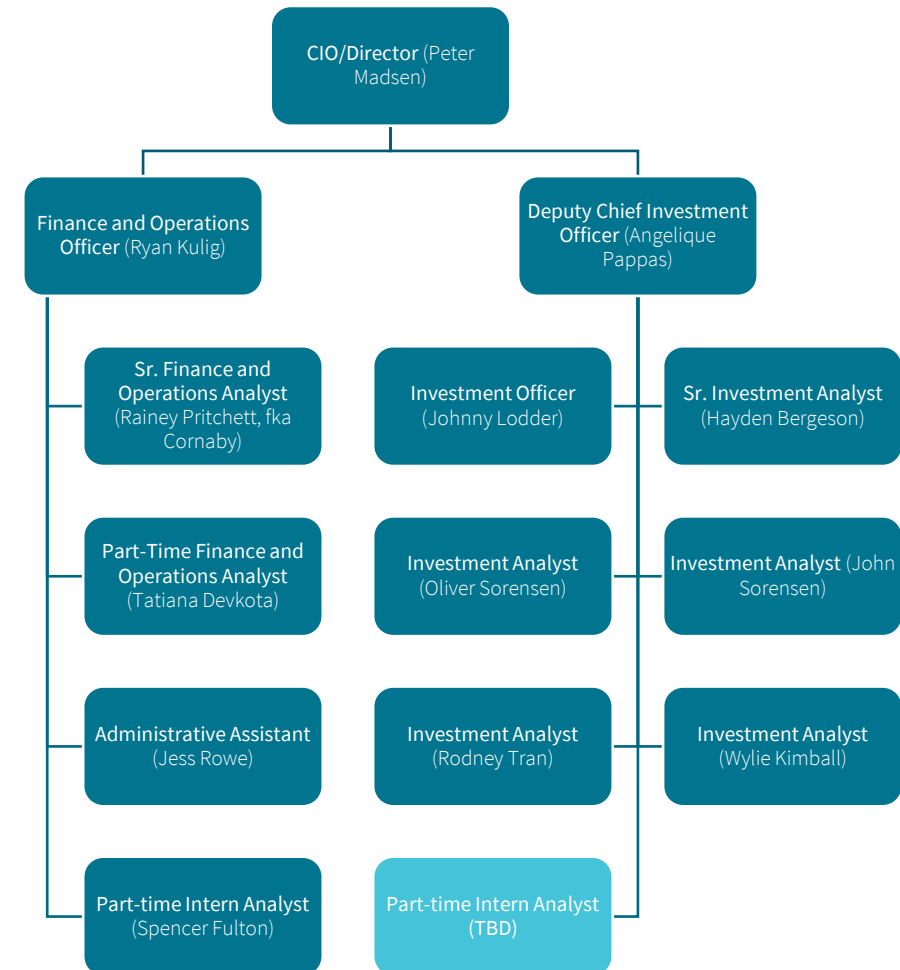 CIO/Director (Peter
Madsen)
Finance and Operations
Officer (Ryan Kulig)
Deputy Chief Investment
Officer (Angelique
Pappas)
Sr. Finance and
Operations Analyst
(Rainey Pritchett, fka
Cornaby)
Investment Officer
(Johnny Lodder)
Sr. Investment Analyst
(Hayden Bergeson)
Part-Time Finance and
Operations Analyst
(Tatiana Devkota)
Investment Analyst
(Oliver Sorensen)
Investment Analyst (John
Sorensen)
Administrative Assistant
(Jess Rowe)
Investment Analyst
(Rodney Tran)
Investment Analyst
(Wylie Kimball)
Part-time Intern Analyst
(Spencer Fulton)
Part-time Intern Analyst
(TBD)